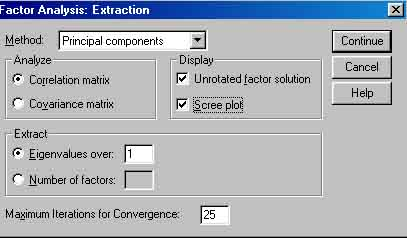 Factor Analysis: Extraction
Method: Principal components
Continue
Cancel
Help
Analyze
Correlation matrix
Covariance matrix
Display
Unrotated factor solution
Scree plot
Extract
Eigenvalues over: 1
Number of factors:
Maximum Iterations for Convergence: 25